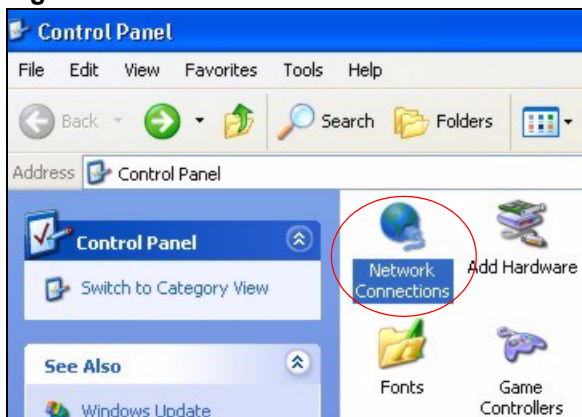 Control Panel
File Edit View Favorites Tools Help
Back Search Folders
Address Control Panel
Control Panel
Switch to Category View
See Also
Windows Update
Network
Connections
Add Hardware
Fonts
Game
Controllers